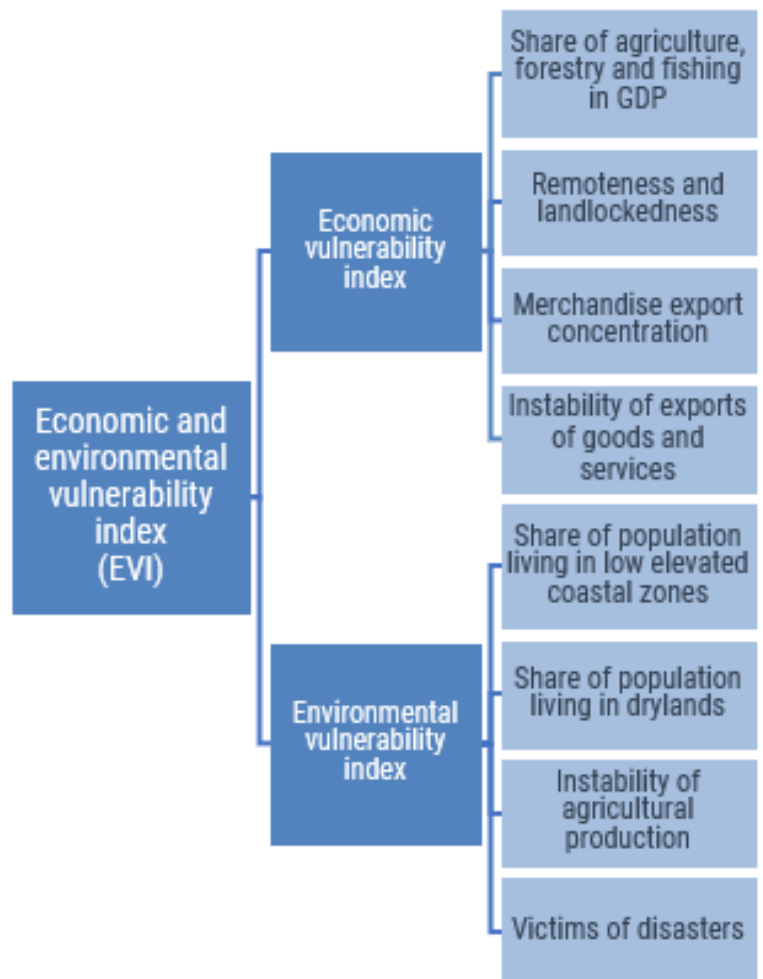 Economic and
environmental
vulnerability
index
(EVI)
Economic
vulnerability
index
Share of agriculture,
forestry and fishing
in GDP
Remoteness and
landlockedness
Merchandise export
concentration
Instability of exports
of goods and
services
Environmental
vulnerability
index
Share of population
living in low elevated
coastal zones
Share of population
living in drylands
Instability of
agricultural
production
Victims of disasters